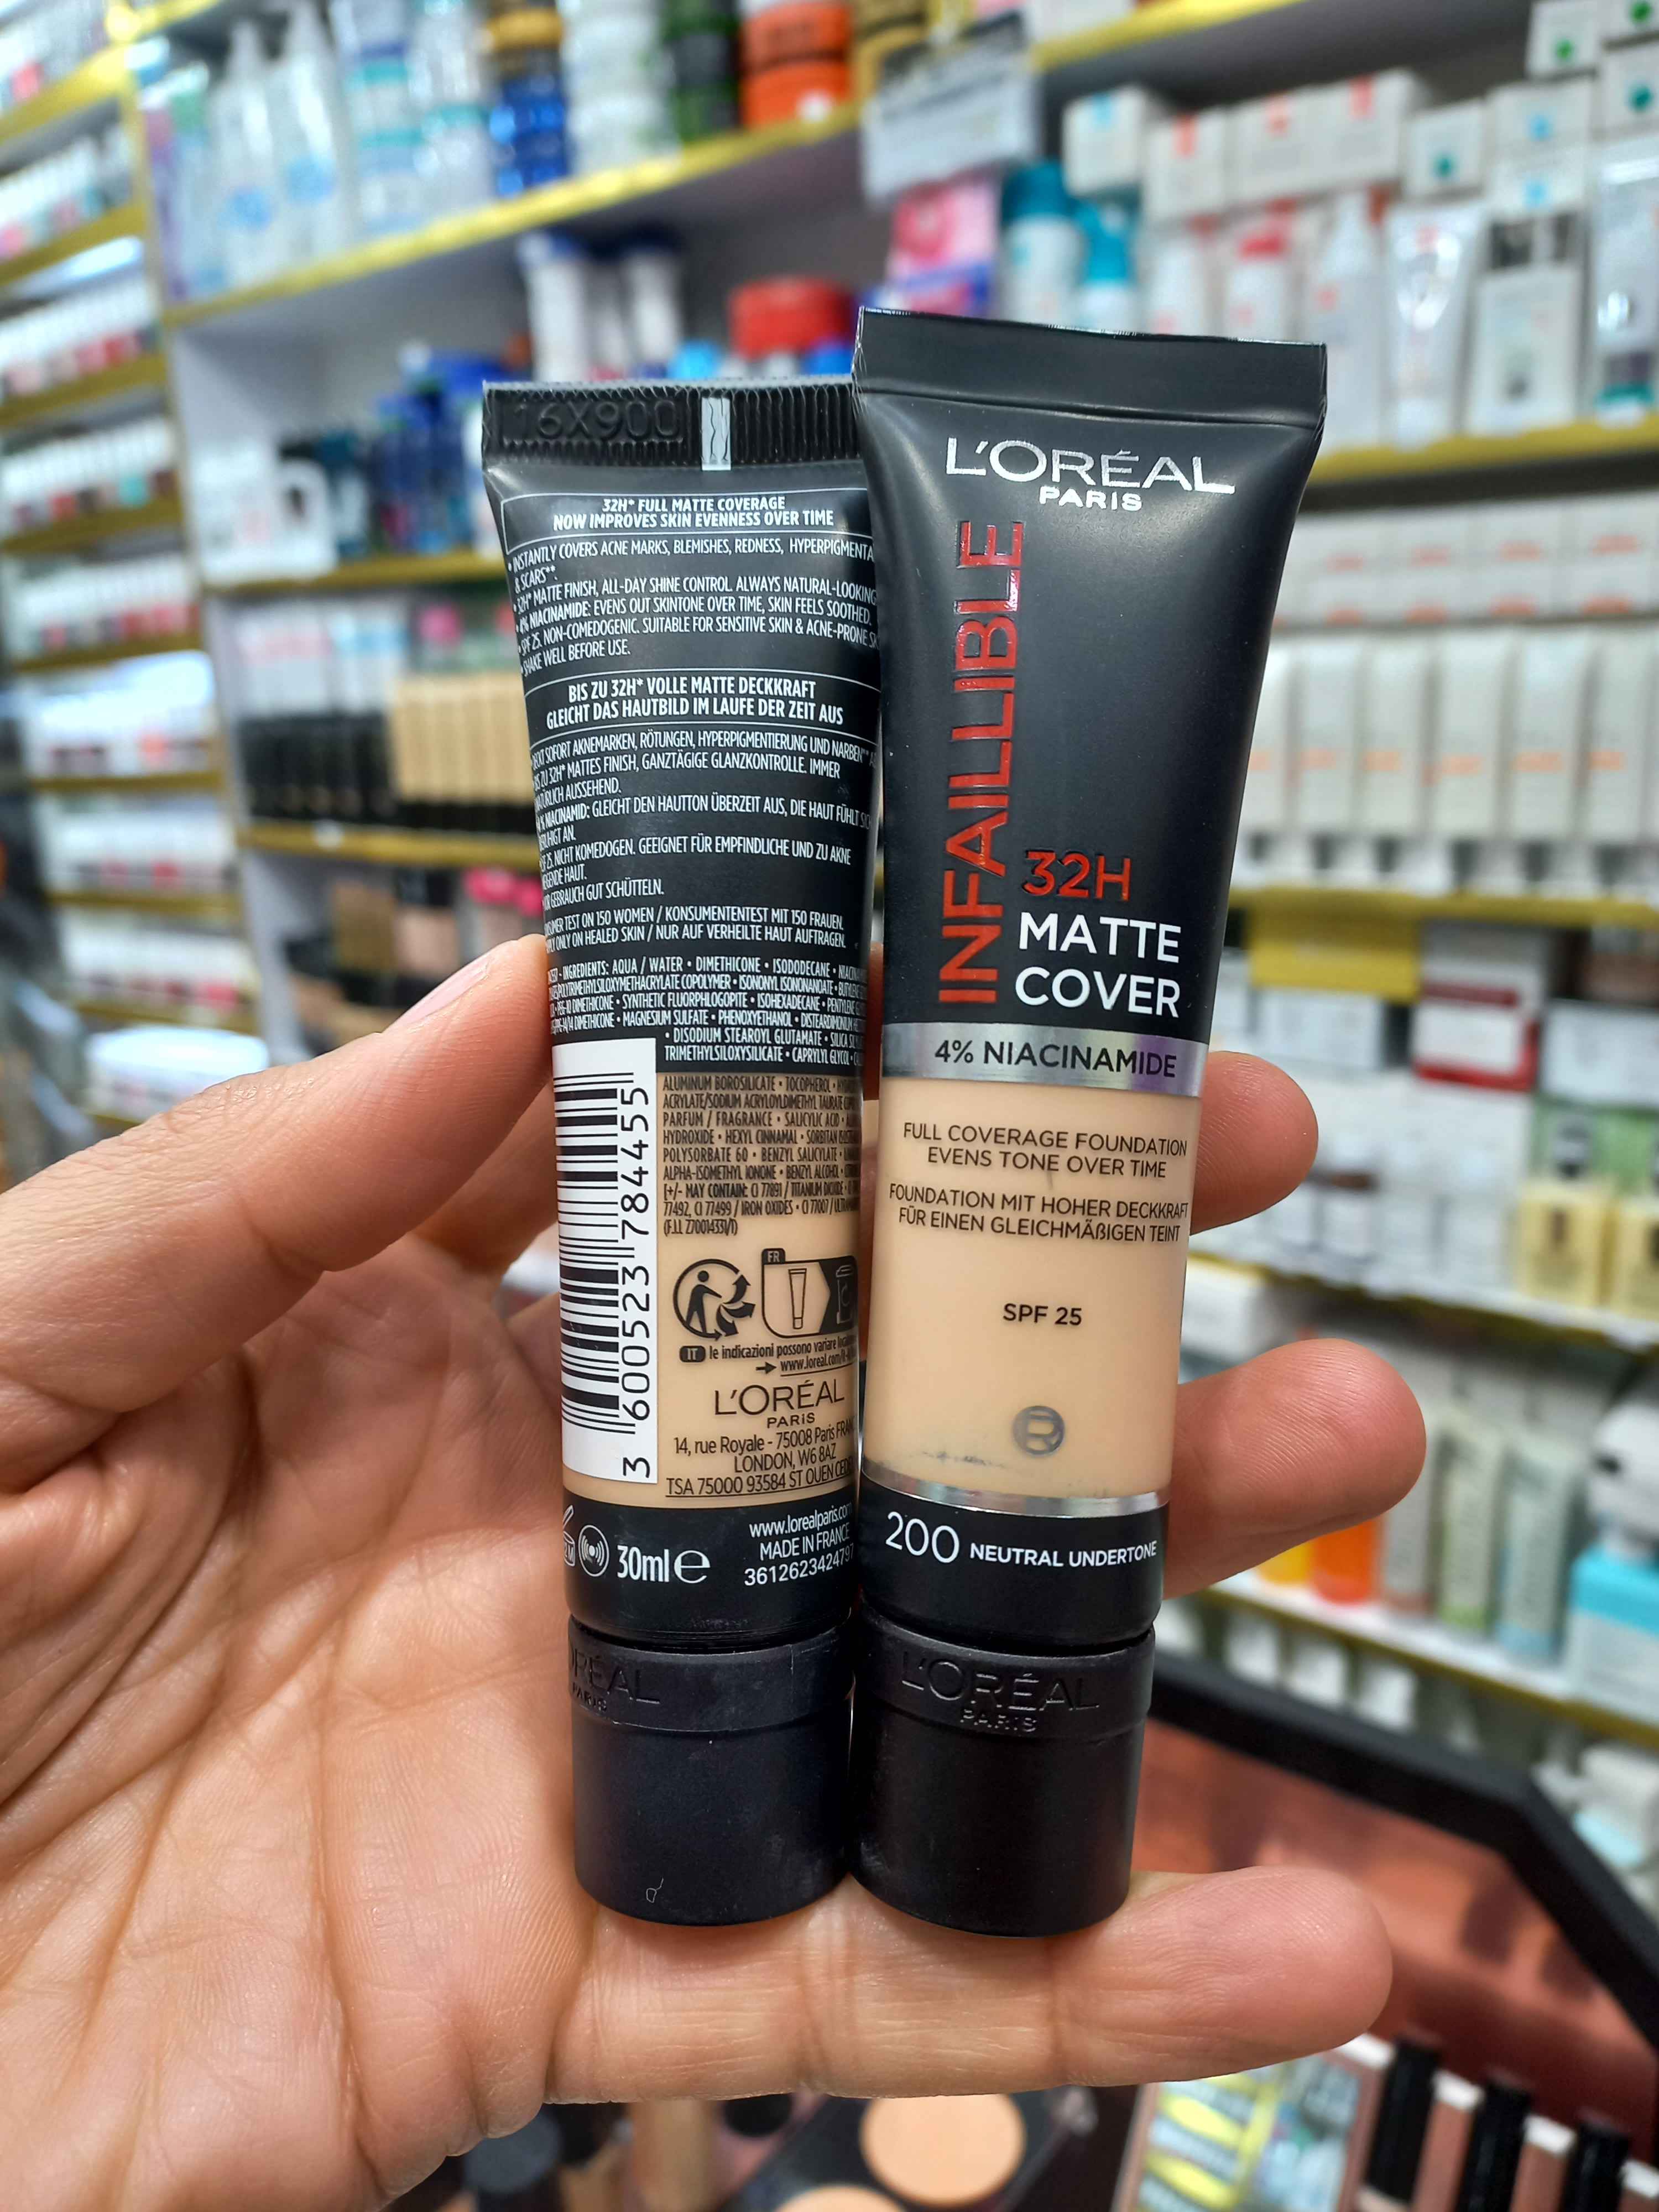 16X900
32H* FULL MATTE COVERAGE
NOW IMPROVES SKIN EVENNESS OVER TIME
• INSTANTLY COVERS ACNE MARKS, BLEMISHES, REDNESS, HYPERPIGMENTA
& SCARS**.
• 32H* MATTE FINISH, ALL-DAY SHINE CONTROL. ALWAYS NATURAL-LOOKING
• 4% NIACINAMIDE: EVENS OUT SKINTONE OVER TIME, SKIN FEELS SOOTHED.
• SPF 25. NON-COMEDOGENIC. SUITABLE FOR SENSITIVE SKIN & ACNE-PRONE
• SHAKE WELL BEFORE USE.
BIS ZU 32H* VOLLE MATTE DECKKRAFT
GLEICHT DAS HAUTBILD IM LAUFE DER ZEIT AUS
SOFORT AKNEMARKEN, RÖTUNGEN, HYPERPIGMENTIERUNG UND NARBEN**
ZU 32H* MATTES FINISH, GANZTÄGIGE GLANZKONTROLLE. IMMER
AUSSEHEND.
NIACINAMID: GLEICHT DEN HAUTTON ÜBERZEIT AUS, DIE HAUT FÜHLT
AN.
25. NICHT KOMEDOGEN. GEEIGNET FÜR EMPFINDLICHE UND ZU AKNE
HAUT.
GEBRAUCH GUT SCHÜTTELN.
TEST ON 150 WOMEN / KONSUMENTENTEST MIT 150 FRAUEN.
ONLY ON HEALED SKIN / NUR AUF VERHEILTE HAUT AUFTRAGEN.
- INGREDIENTS: AQUA / WATER • DIMETHICONE • ISODODECANE •
COPOLYMER • ISONONYL ISONONANOATE •
DIMETHICONE • SYNTHETIC FLUORPHLOGOPITE • ISOHEXADECANE •
DIMETHICONE • MAGNESIUM SULFATE • PHENOXYETHANOL •
• DISODIUM STEAROYL GLUTAMATE • SILICA
TRIMETHYLSILOXYSILICATE • CAPRYLYL GLYCOL •
ALUMINUM BOROSILICATE • TOCOPHEROL •
ACRYLATE/SODIUM ACRYLOYLDIMETHYL TAURATE
PARFUM / FRAGRANCE • SALICYLIC ACID •
HYDROXIDE • HEXYL CINNAMAL • SORBITAN
POLYSORBATE 60 • BENZYL SALICYLATE •
ALPHA-ISOMETHYL IONONE • BENZYL ALCOHOL •
[+/- MAY CONTAIN: CI 77891 / TITANIUM DIOXIDE •
77492, CI 77499 / IRON OXIDES • CI 77007 /
(F.I.L. Z70014331/1)
3 600523 784455
FR
IT le indicazioni possono variare
www.loreal.com
L'ORÉAL
PARIS
14, rue Royale - 75008 Paris
LONDON, W6 8AZ
TSA 75000 93584 ST OUEN
www.lorealparis.co
MADE IN FRANCE
30ml e
3612623424797
L'ORÉAL
PARIS
L'ORÉAL
PARIS
INFAILLIBLE
32H
MATTE
COVER
4% NIACINAMIDE
FULL COVERAGE FOUNDATION
EVENS TONE OVER TIME
FOUNDATION MIT HOHER DECKKRAFT
FÜR EINEN GLEICHMÄßIGEN TEINT
SPF 25
200 NEUTRAL UNDERTONE
L'ORÉAL
PARIS